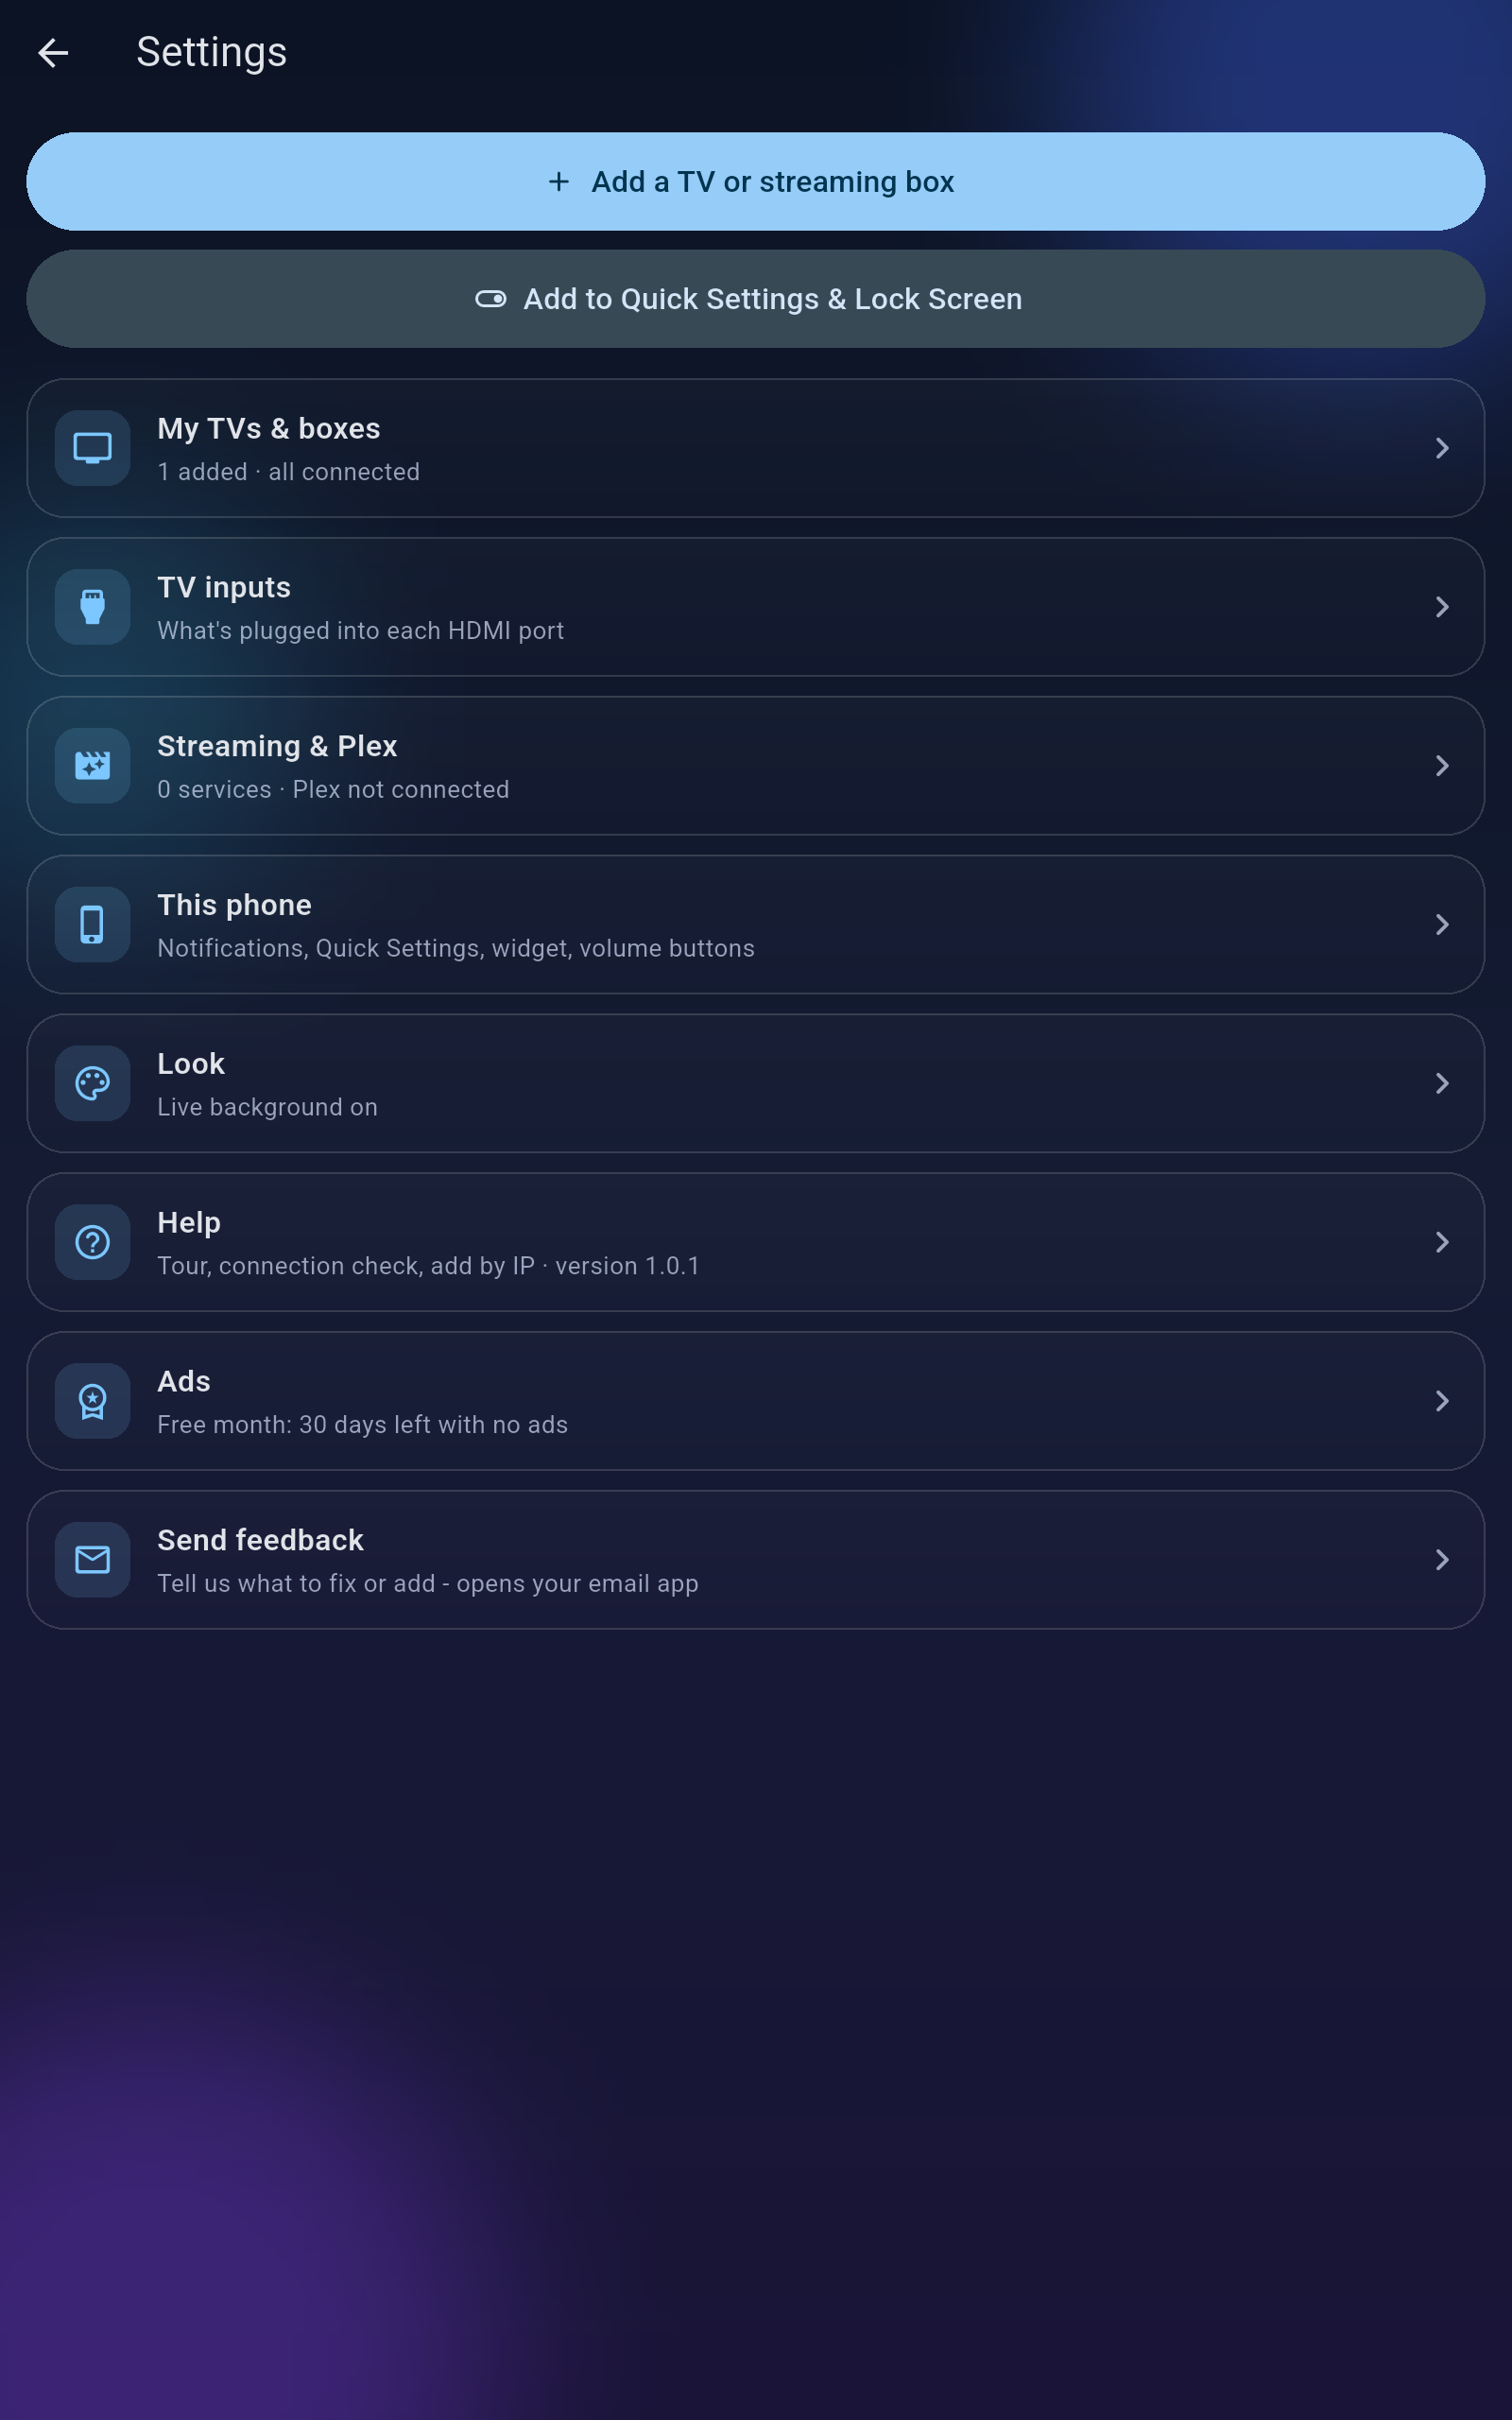 Settings
Add a TV or streaming box
Add to Quick Settings & Lock Screen
My TVs & boxes
1 added · all connected
TV inputs
What's plugged into each HDMI port
Streaming & Plex
0 services · Plex not connected
This phone
Notifications, Quick Settings, widget, volume buttons
Look
Live background on
Help
Tour, connection check, add by IP · version 1.0.1
Ads
Free month: 30 days left with no ads
Send feedback
Tell us what to fix or add - opens your email app